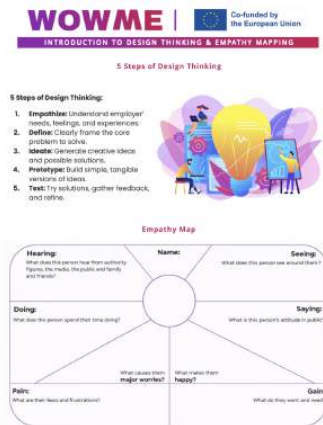 WOWME
Co-funded by
the European Union
INTRODUCTION TO DESIGN THINKING & EMPATHY MAPPING
5 Steps of Design Thinking
5 Steps of Design Thinking:
1. Empathize: Understand employer'
needs, feelings, and experiences.
2. Define: Clearly frame the core
problem to solve.
3. Ideate: Generate creative ideas
and possible solutions.
4. Prototype: Build simple, tangible
versions of ideas.
5. Test: Try solutions, gather feedback,
and refine.
Empathy Map
Hearing:
What does this person hear from authority
figures, the media, the public and family
and friends?
Name:
Seeing:
What does this person see around them?
Doing:
What does this person spend their time doing?
Saying:
What is this person's attitude in public?
What causes them
major worries?
What makes them
happy?
Pain:
What are their fears and frustrations?
Gain
What do they want and need